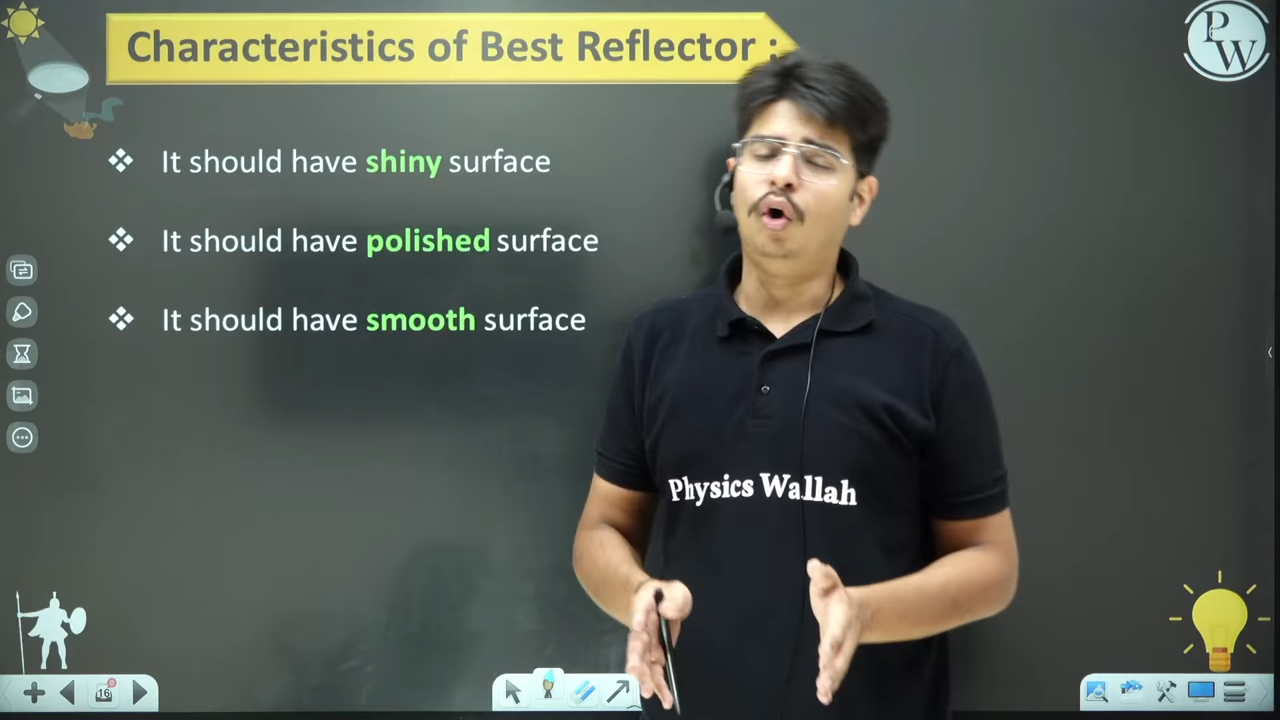 Characteristics of Best Reflector :
PW
❖ It should have shiny surface
❖ It should have polished surface
❖ It should have smooth surface
Physics Wallah
16